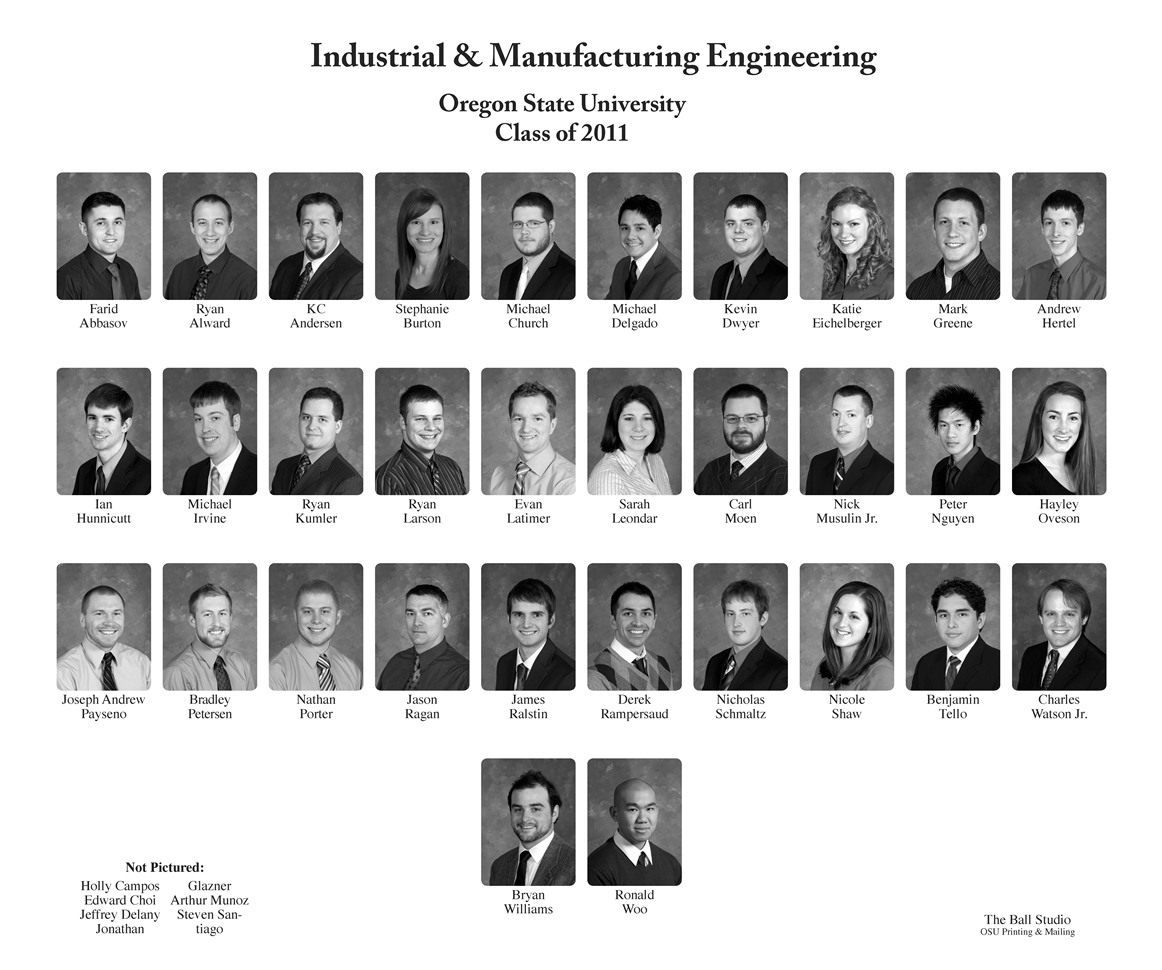 Industrial & Manufacturing Engineering
Oregon State University
Class of 2011
Farid
Abbasov
Ryan
Alward
KC
Andersen
Stephanie
Burton
Michael
Church
Michael
Delgado
Kevin
Dwyer
Katie
Eichelberger
Mark
Greene
Andrew
Hertel
Ian
Hunnicutt
Michael
Irvine
Ryan
Kumler
Ryan
Larson
Evan
Latimer
Sarah
Leondar
Carl
Moen
Nick
Musulin Jr.
Peter
Nguyen
Hayley
Oveson
Joseph Andrew
Payseno
Bradley
Petersen
Nathan
Porter
Jason
Ragan
James
Ralstin
Derek
Rampersaud
Nicholas
Schmaltz
Nicole
Shaw
Benjamin
Tello
Charles
Watson Jr.
Bryan
Williams
Ronald
Woo
Not Pictured:
Holly Campos
Edward Choi
Jeffrey Delany
Jonathan
Glazner
Arthur Munoz
Steven San-
tiago
The Ball Studio
OSU Printing & Mailing